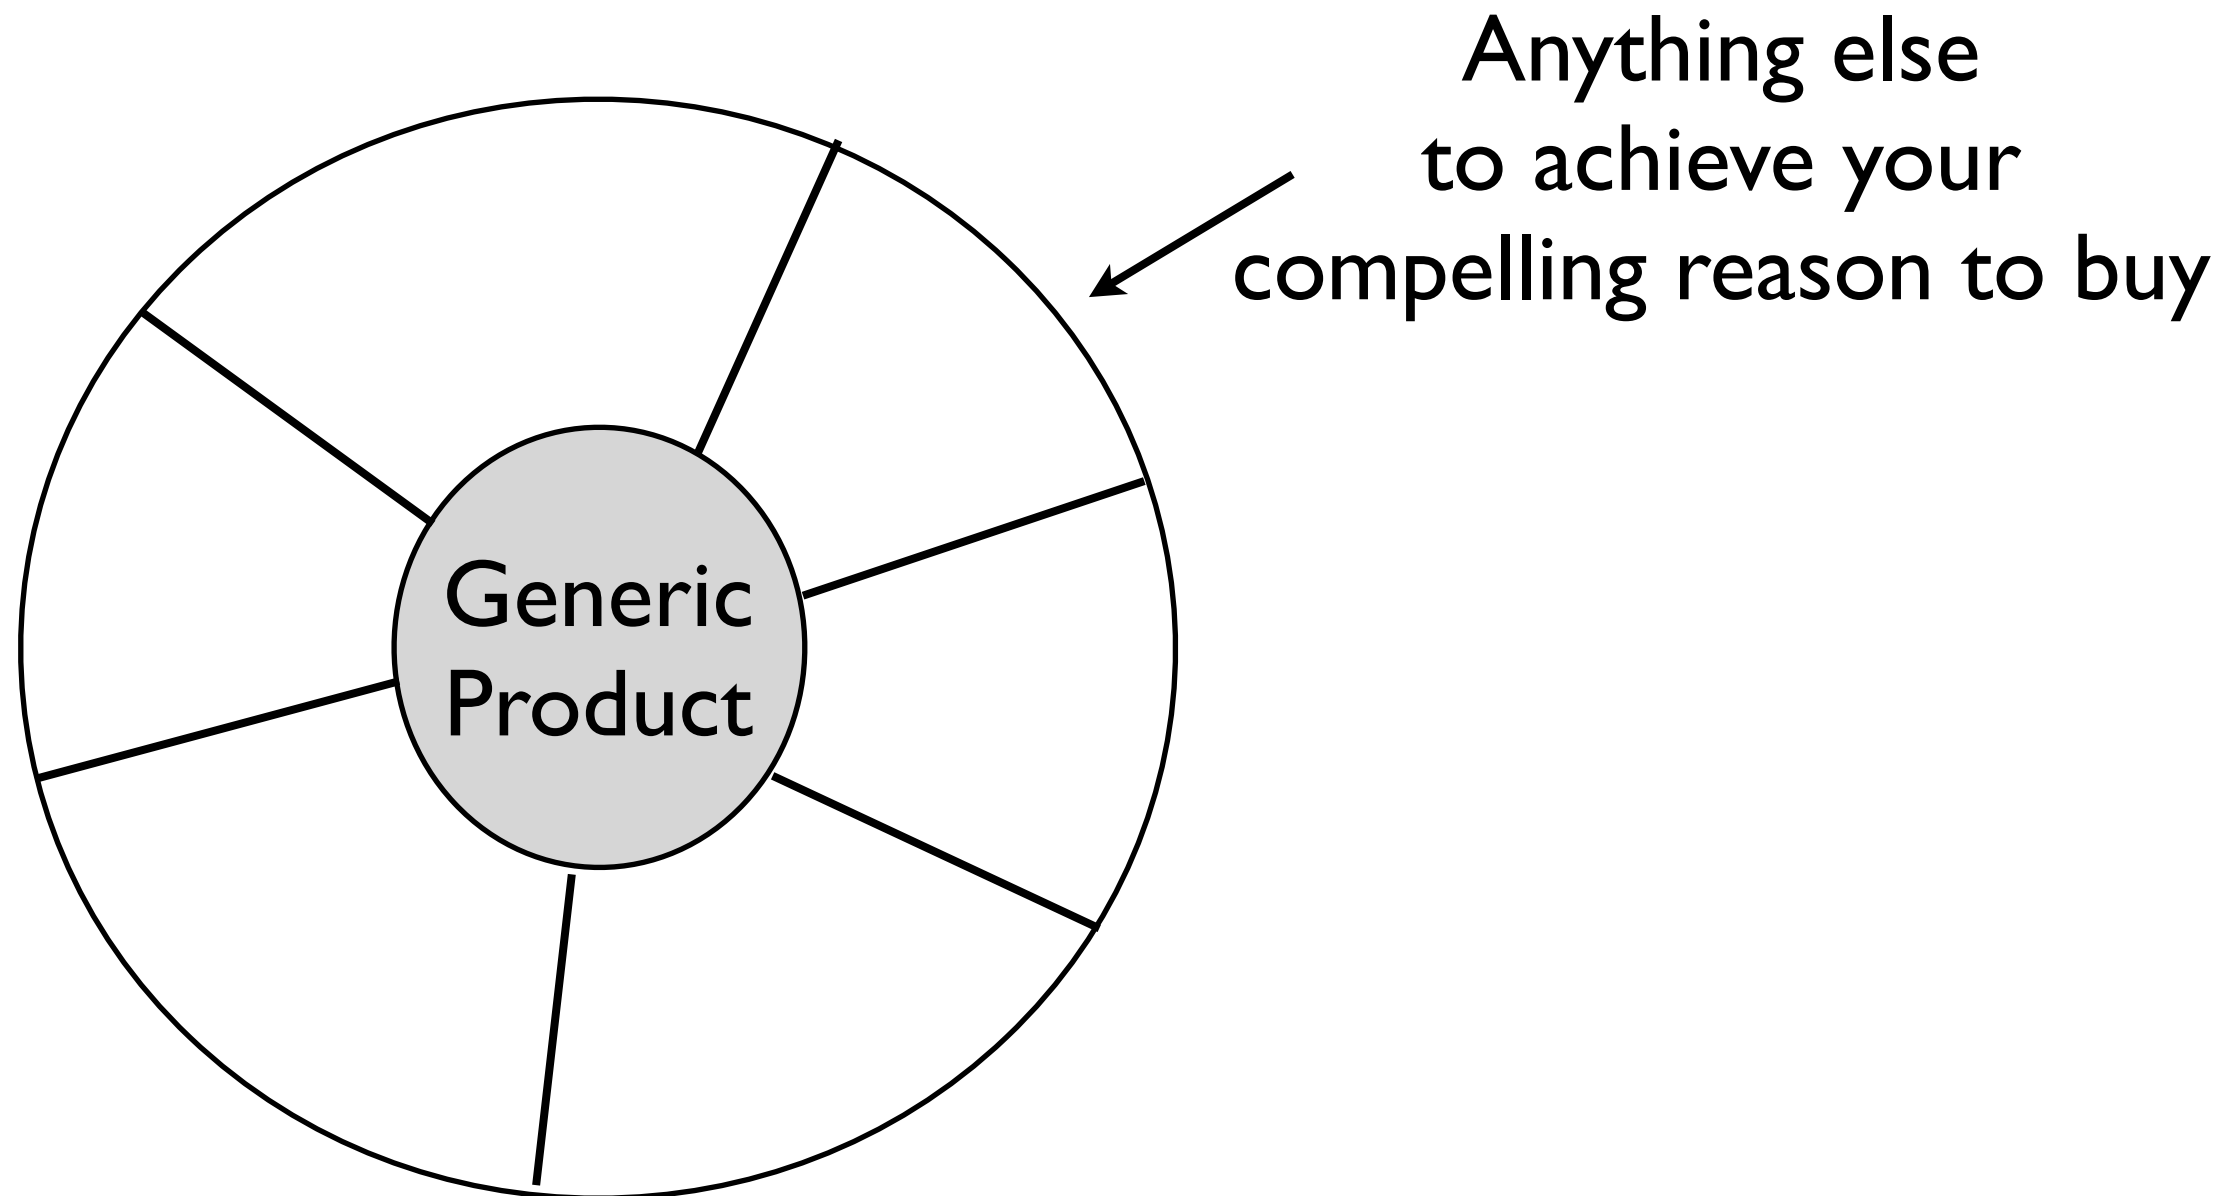 Anything else
to achieve your
compelling reason to buy
Generic
Product